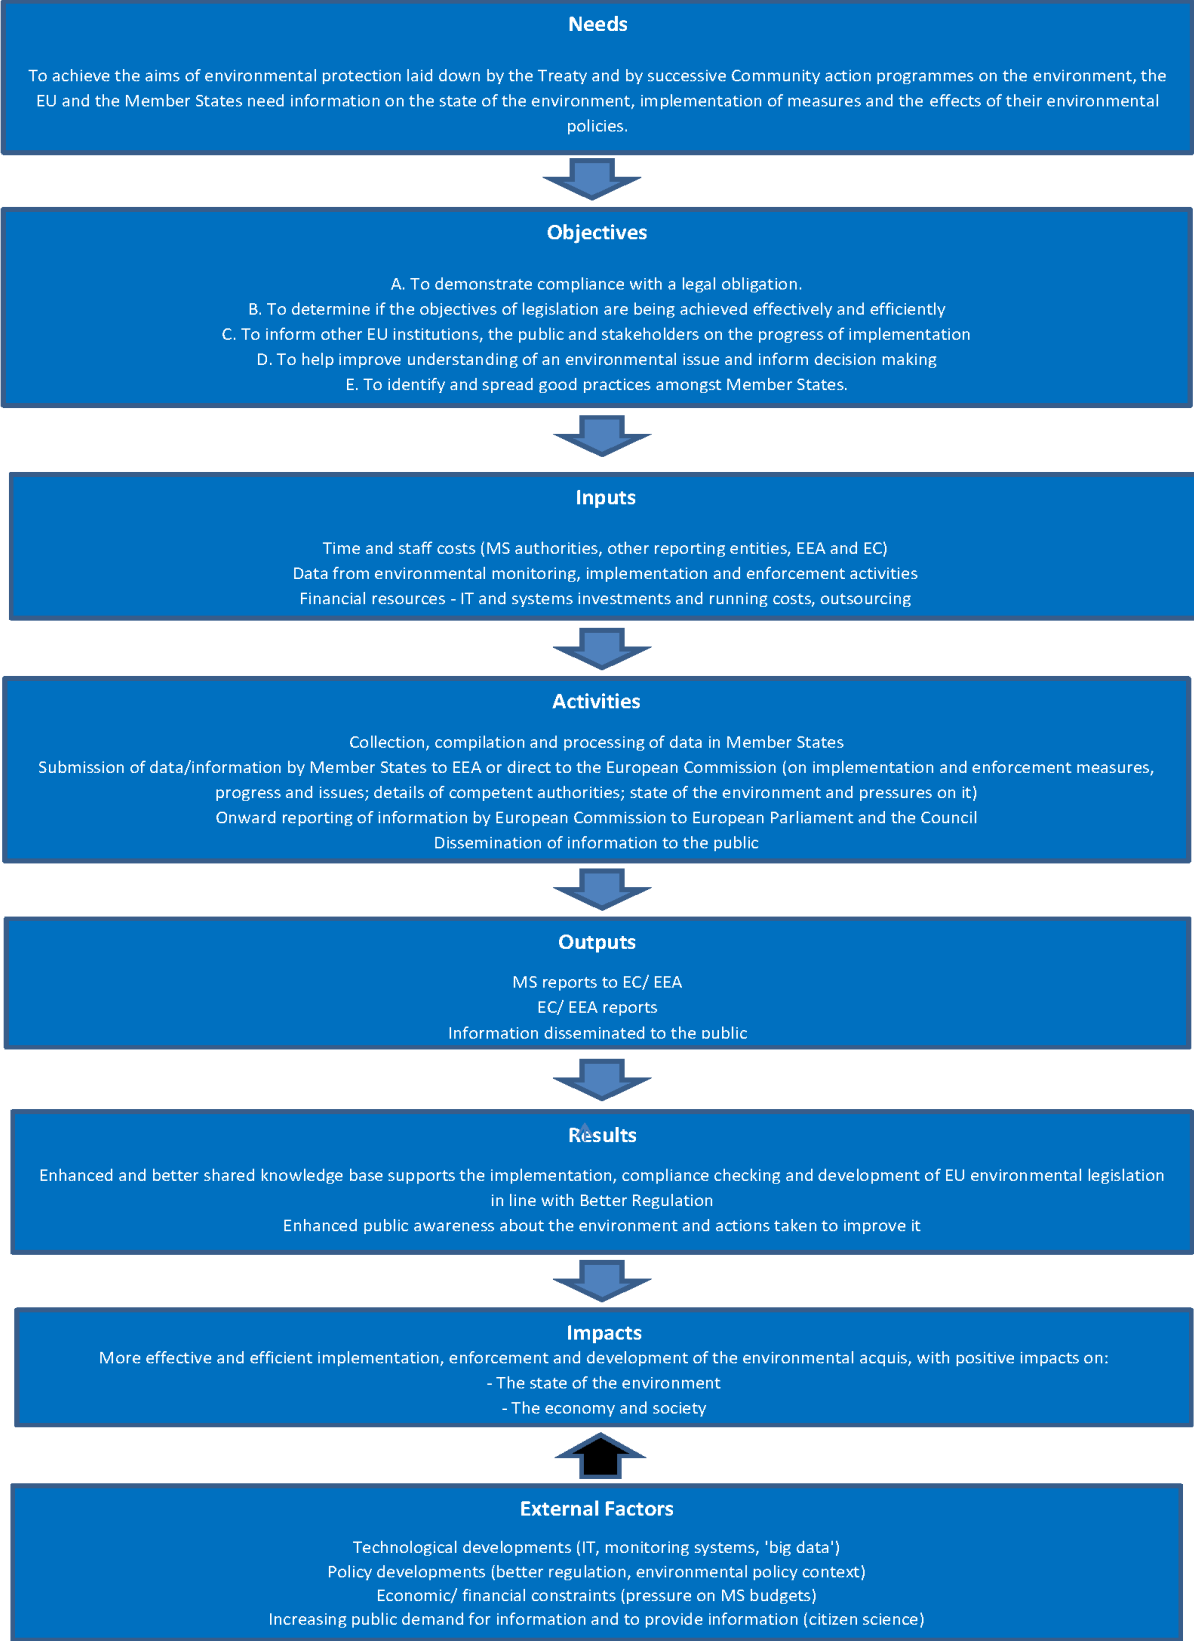 Needs
To achieve the aims of environmental protection laid down by the Treaty and by successive Community action programmes on the environment, the
EU and the Member States need information on the state of the environment, implementation of measures and the effects of their environmental
policies.
Objectives
A. To demonstrate compliance with a legal obligation.
B. To determine if the objectives of legislation are being achieved effectively and efficiently
C. To inform other EU institutions, the public and stakeholders on the progress of implementation
D. To help improve understanding of an environmental issue and inform decision making
E. To identify and spread good practices amongst Member States.
Inputs
Time and staff costs (MS authorities, other reporting entities, EEA and EC)
Data from environmental monitoring, implementation and enforcement activities
Financial resources - IT and systems investments and running costs, outsourcing
Activities
Collection, compilation and processing of data in Member States
Submission of data/information by Member States to EEA or direct to the European Commission (on implementation and enforcement measures,
progress and issues; details of competent authorities; state of the environment and pressures on it)
Onward reporting of information by European Commission to European Parliament and the Council
Dissemination of information to the public
Outputs
MS reports to EC/ EEA
EC/ EEA reports
Information disseminated to the public
Results
Enhanced and better shared knowledge base supports the implementation, compliance checking and development of EU environmental legislation
in line with Better Regulation
Enhanced public awareness about the environment and actions taken to improve it
Impacts
More effective and efficient implementation, enforcement and development of the environmental acquis, with positive impacts on:
- The state of the environment
- The economy and society
External Factors
Technological developments (IT, monitoring systems, 'big data')
Policy developments (better regulation, environmental policy context)
Economic/ financial constraints (pressure on MS budgets)
Increasing public demand for information and to provide information (citizen science)